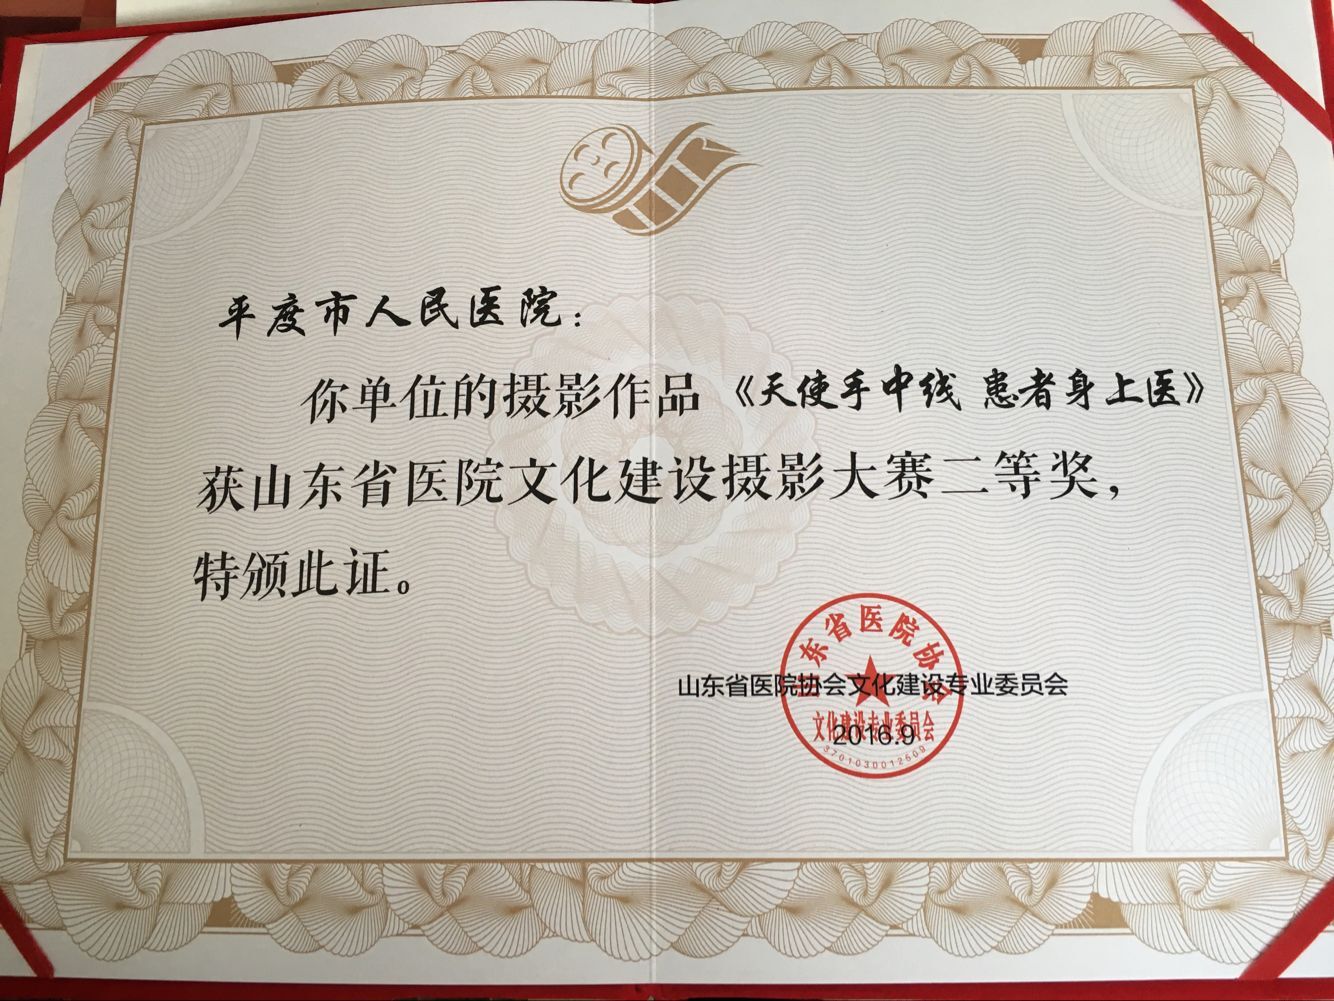 平度市人民医院：
你单位的摄影作品《天使手中线 患者身上医》
获山东省医院文化建设摄影大赛二等奖，
特颁此证。
山东省医院协会文化建设专业委员会
2016.9
山东省医院协会
文化建设专业委员会
3701030012509